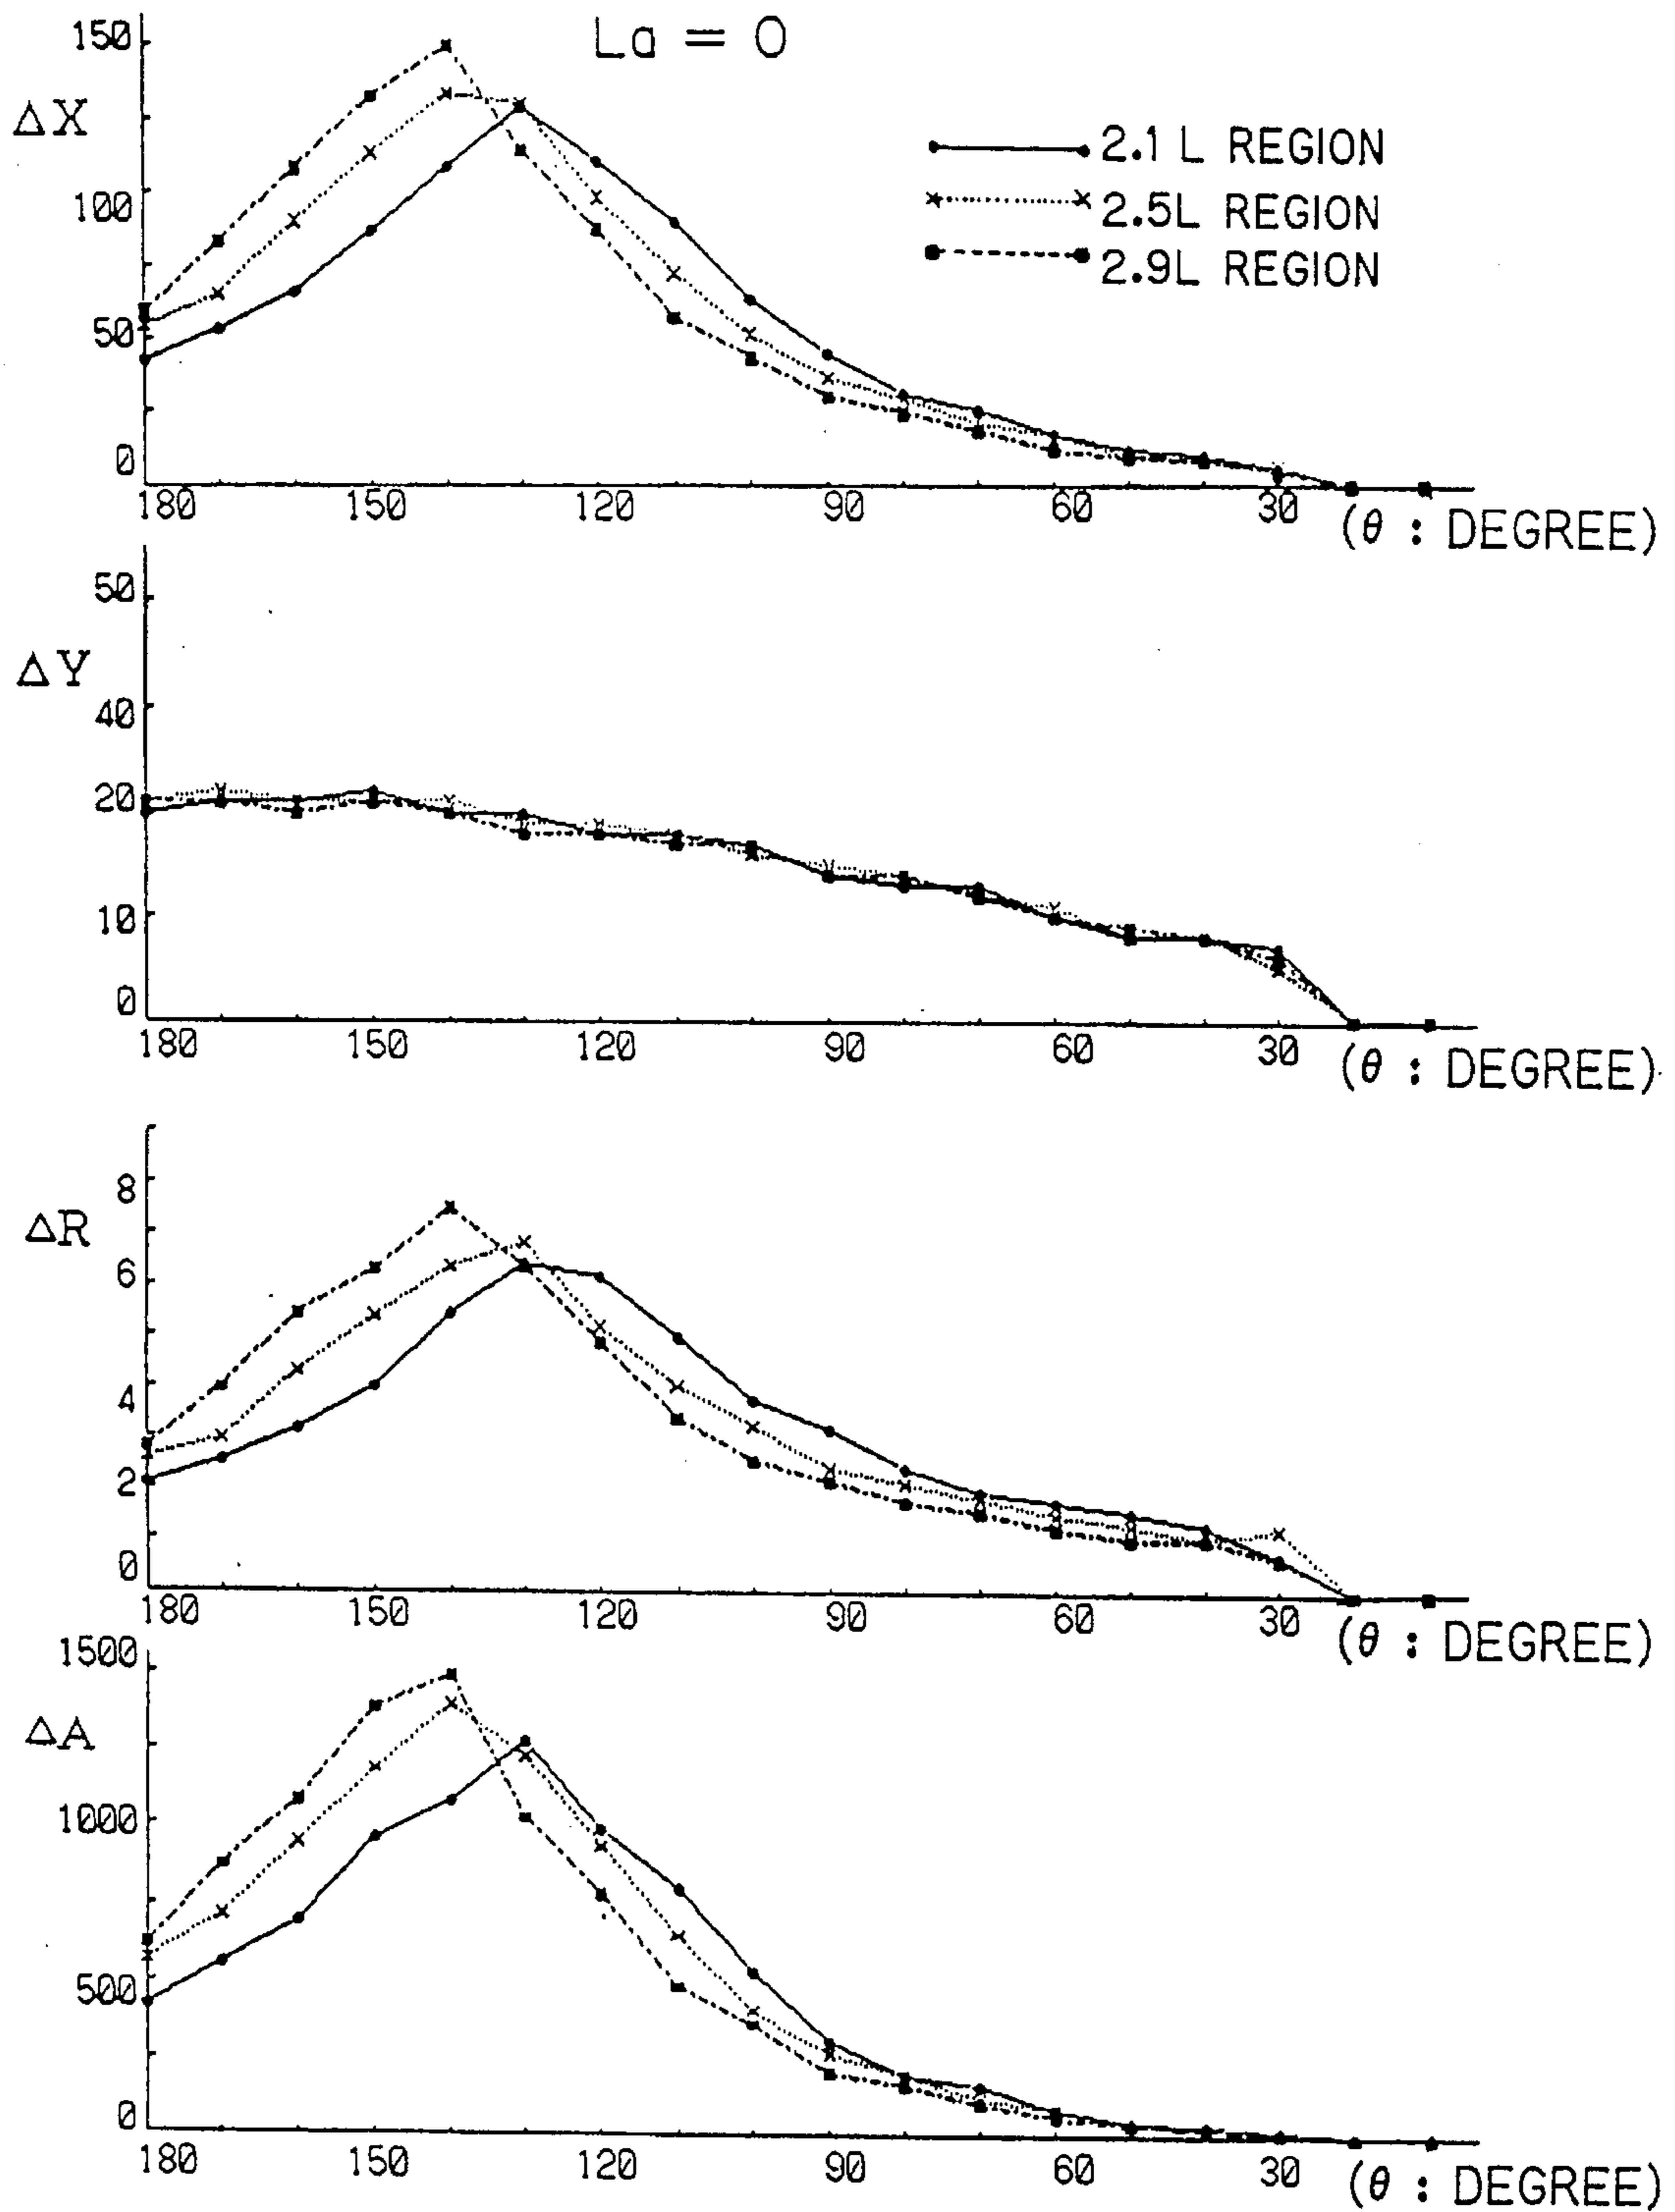 La = 0
150
ΔX
100
50
0
2.1 L REGION
2.5L REGION
2.9L REGION
180 150 120 90 60 30 (θ : DEGREE)
50
ΔY
40
20
10
0
180 150 120 90 60 30 (θ : DEGREE)
8
ΔR
6
4
2
0
180 150 120 90 60 30 (θ : DEGREE)
1500
ΔA
1000
500
0
180 150 120 90 60 30 (θ : DEGREE)